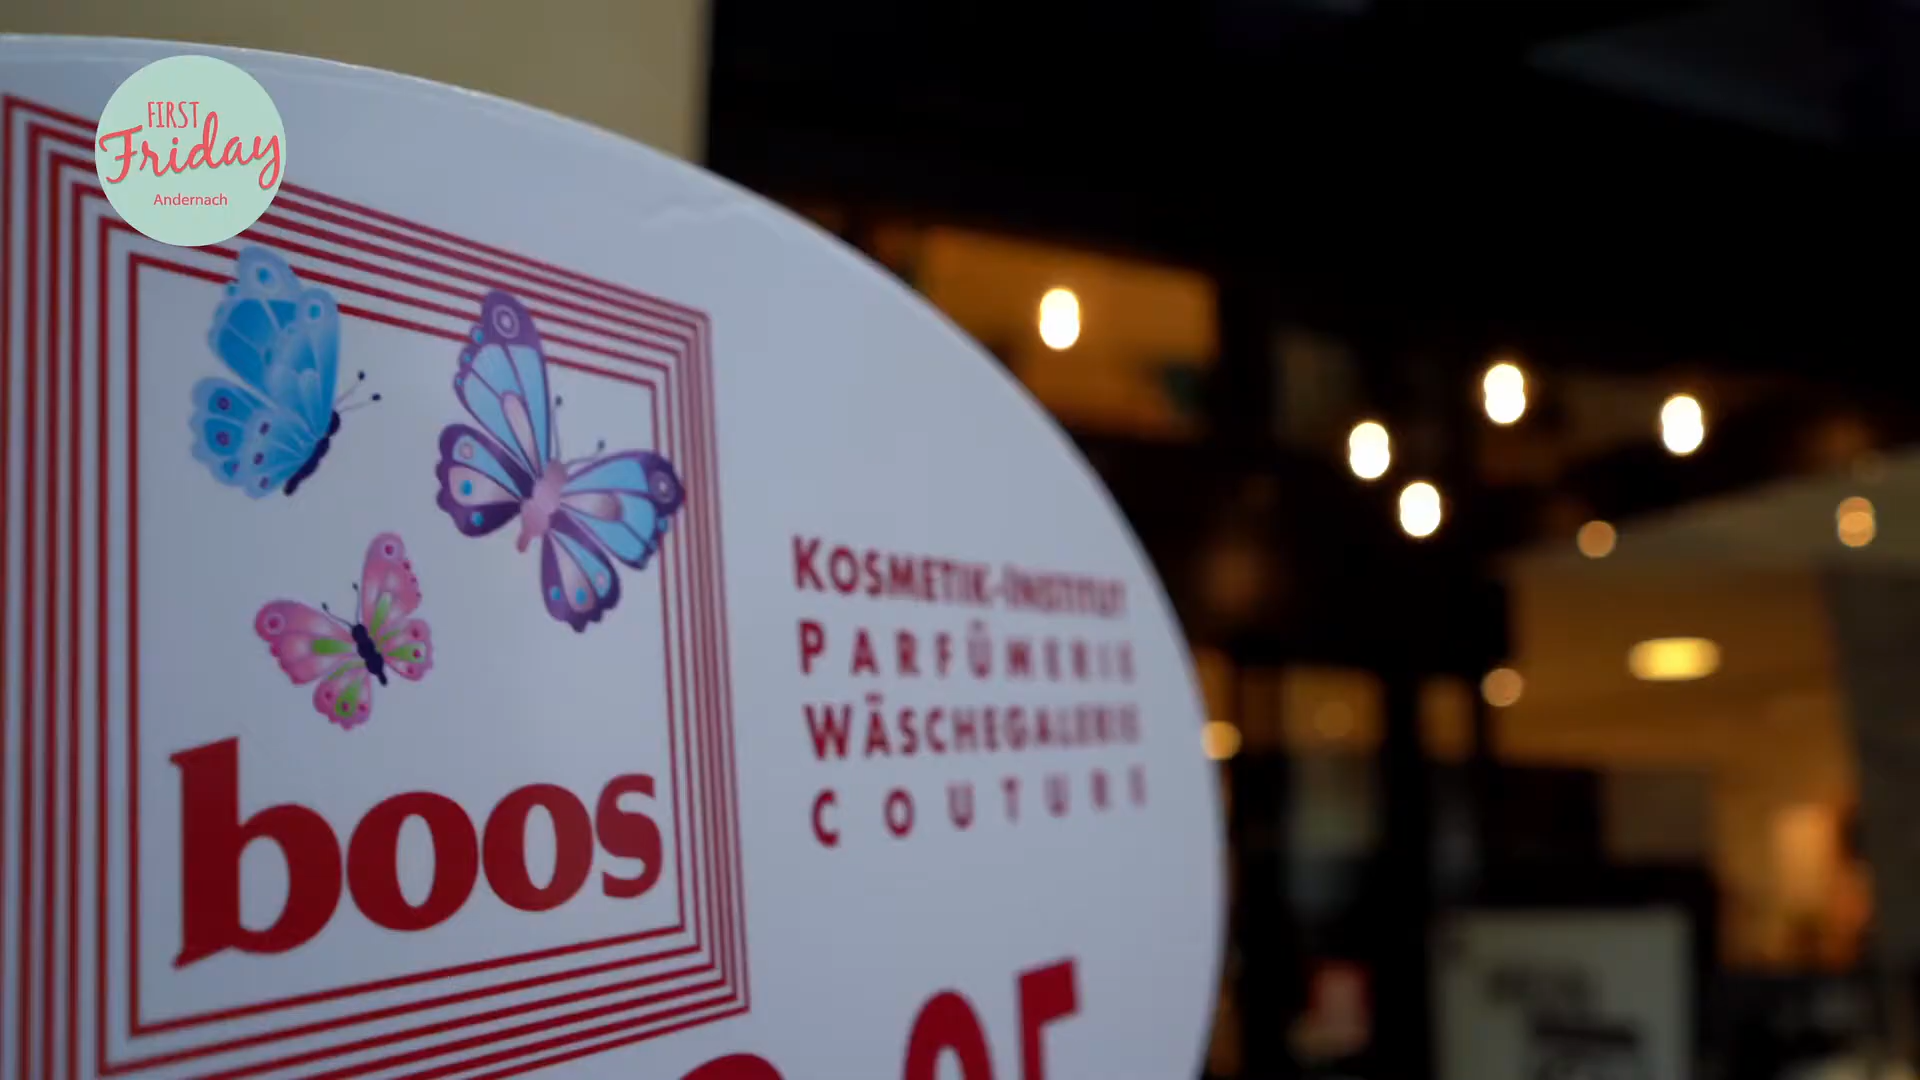 FIRST
Friday
Andernach
boos
KOSMETIK-INSTITUT
PARFÜMERIE
WÄSCHEGALERIE
COUTURE